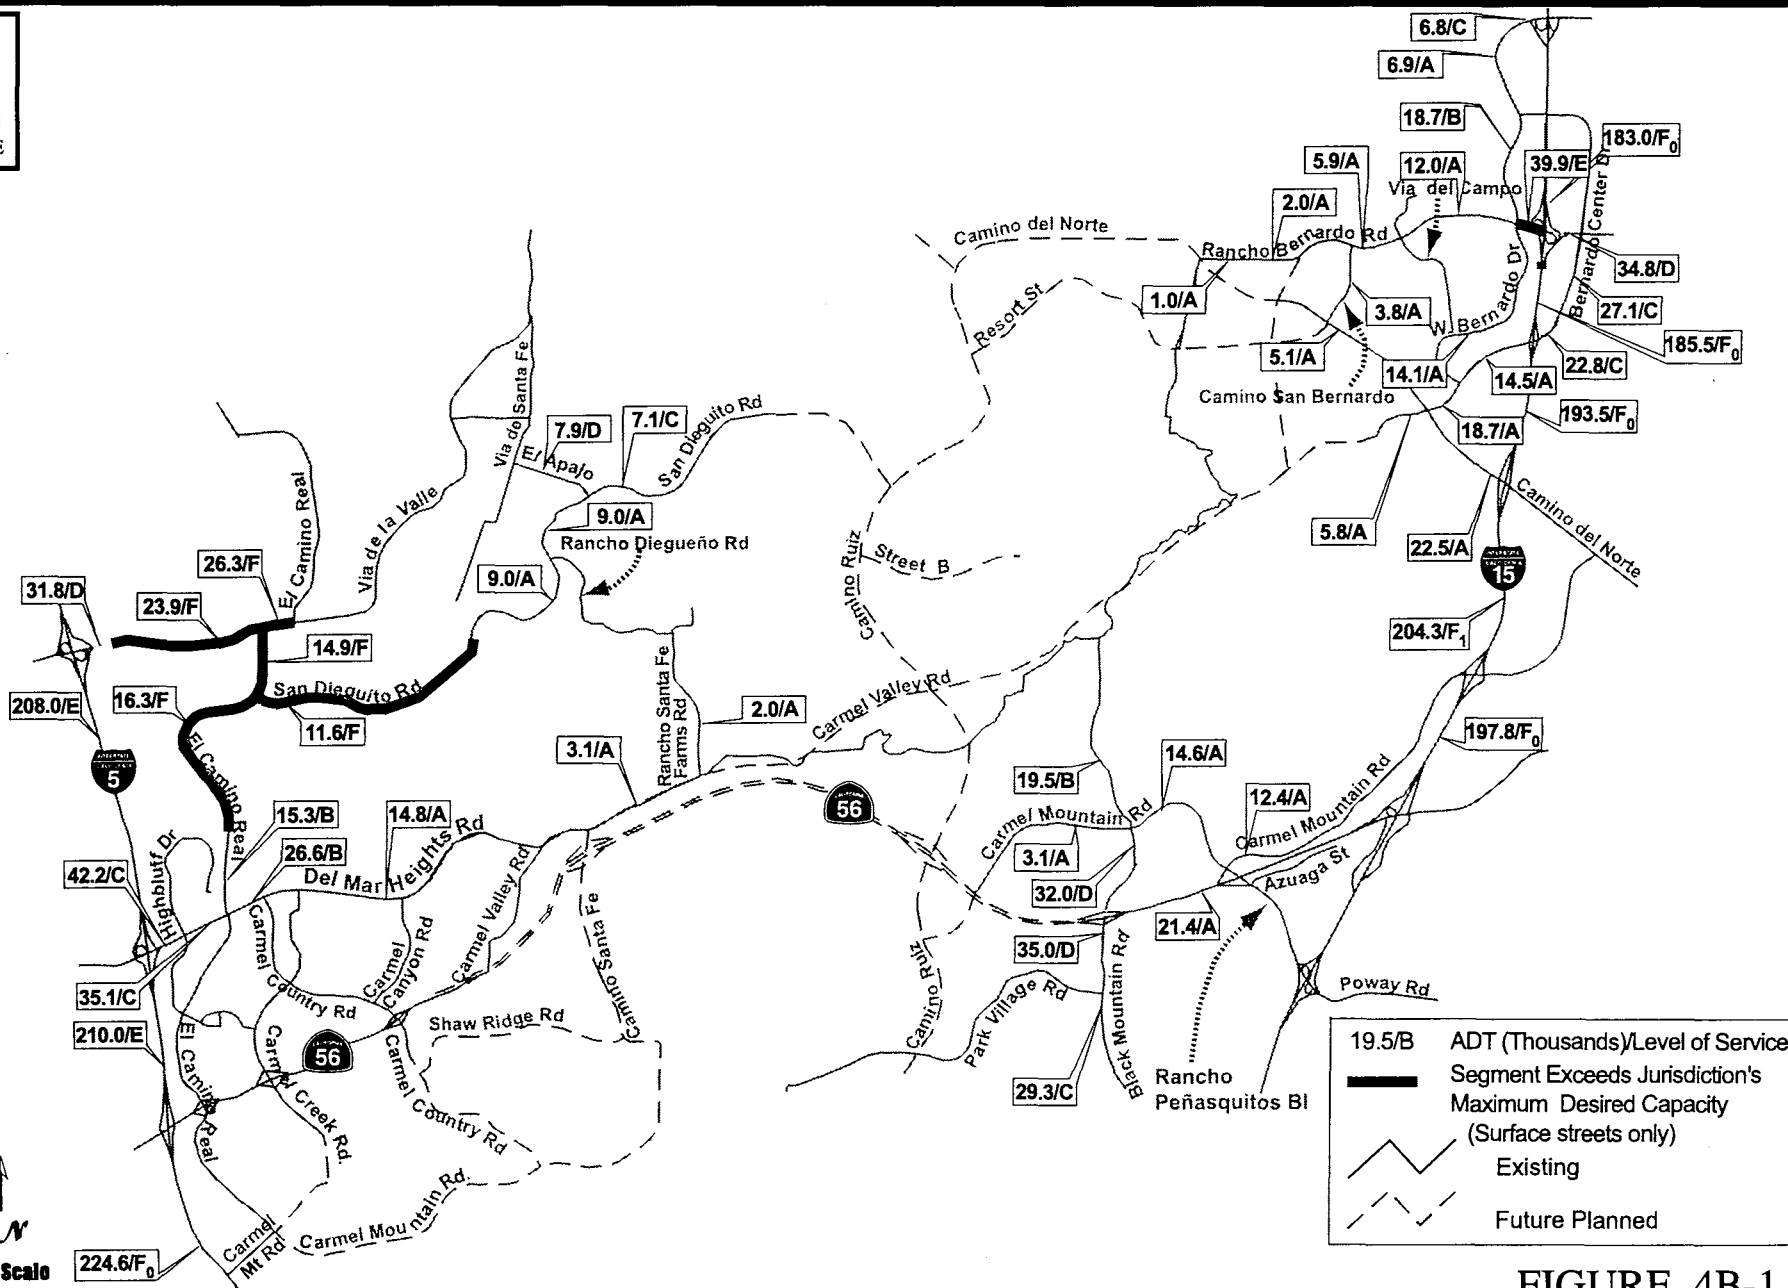 6.8/C
6.9/A
18.7/B
183.0/F0
5.9/A
12.0/A
39.9/E
Via del Campo
2.0/A
Camino del Norte
Rancho Bernardo Rd
Bernardo Center D
34.8/D
1.0/A
3.8/A
27.1/C
W. Bernardo Dr
Resort St
5.1/A
185.5/F0
22.8/C
14.1/A
14.5/A
Camino San Bernardo
193.5/F0
18.7/A
Via de Santa Fe
San Dieguito Rd
7.1/C
7.9/D
El Apajo
El Camino Real
Via de la Valle
9.0/A
Rancho Diegueño Rd
5.8/A
22.5/A
Camino del Norte
15
26.3/F
9.0/A
Camino Ruiz
Street B
31.8/D
23.9/F
14.9/F
204.3/F1
208.0/E
16.3/F
San Dieguito Rd
11.6/F
Rancho Santa Fe
Farms Rd
2.0/A
Carmel Valley Rd
197.8/F0
El Camino Real
5
3.1/A
19.5/B
14.6/A
56
12.4/A
Carmel Mountain Rd
Carmel Mountain Rd
15.3/B
14.8/A
26.6/B
Del Mar Heights Rd
3.1/A
Azuaga St
42.2/C
Highbluff Dr
32.0/D
21.4/A
Carmel Valley Rd
Camino Santa Fe
Carmel Country Rd
Carmel
Canyon Rd
35.0/D
35.1/C
Camino Ruiz
Park Village Rd
Black Mountain Rd
Poway Rd
210.0/E
El Camino Real
Shaw Ridge Rd
56
Carmel Creek Rd.
Carmel Country Rd
29.3/C
Rancho
Peñasquitos Bl
Carmel Mountain Rd.
Carmel
Mt Rd
224.6/F0
N
Scale
19.5/B ADT (Thousands)/Level of Service
Segment Exceeds Jurisdiction's
Maximum Desired Capacity
(Surface streets only)
Existing
Future Planned
FIGURE 4B-1